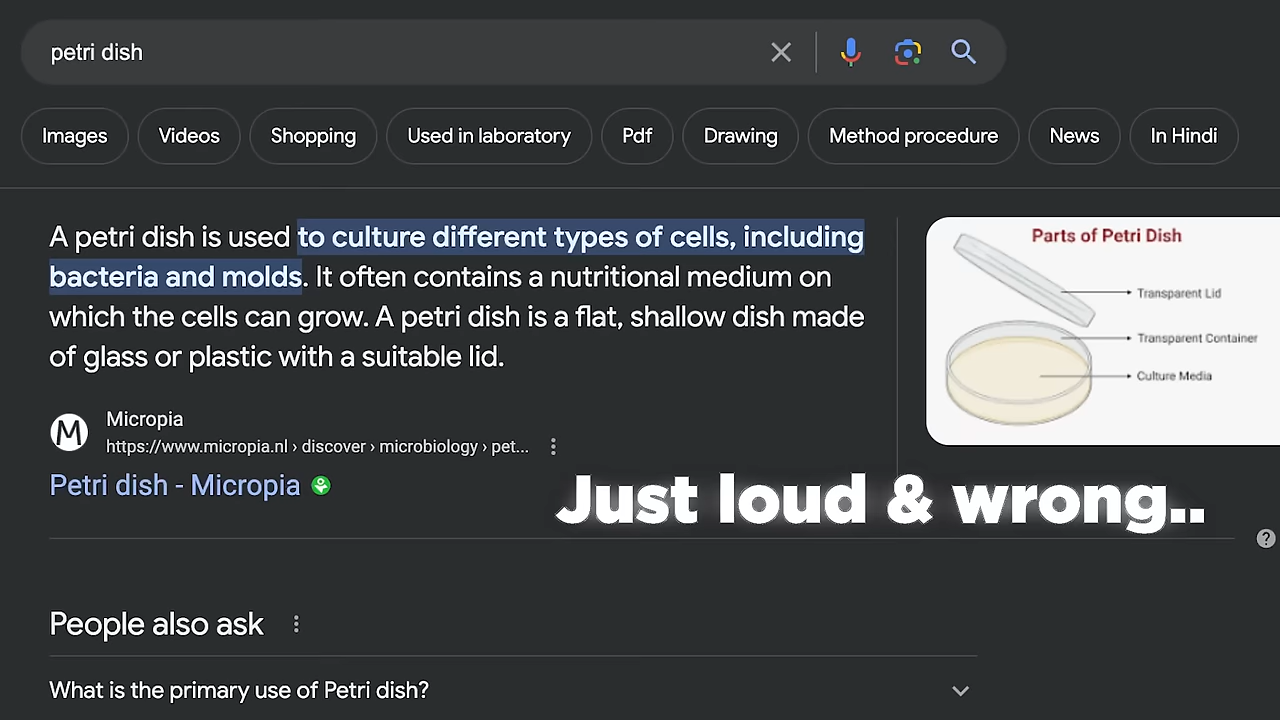 petri dish
Images Videos Shopping Used in laboratory Pdf Drawing Method procedure News In Hindi
A petri dish is used to culture different types of cells, including
bacteria and molds. It often contains a nutritional medium on
which the cells can grow. A petri dish is a flat, shallow dish made
of glass or plastic with a suitable lid.
Parts of Petri Dish
Transparent Lid
Transparent Container
Culture Media
M
Micropia
https://www.micropia.nl › discover › microbiology › pet...
Petri dish - Micropia
Just loud & wrong..
?
People also ask
What is the primary use of Petri dish?